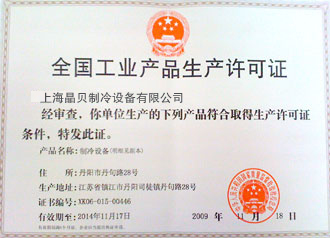 全国工业产品生产许可证
上海晶贝制冷设备有限公司
经审查，你单位生产的下列产品符合取得生产许可证
条件，特发此证。
产品名称：制冷设备(明细见副本)
住 所：丹阳市丹句路28号
生产地址：江苏省镇江市丹阳司徒镇丹句路28号
证书编号：XK06-015-00446
有效期至：2014年11月17日
2009 年 11 月 18 日